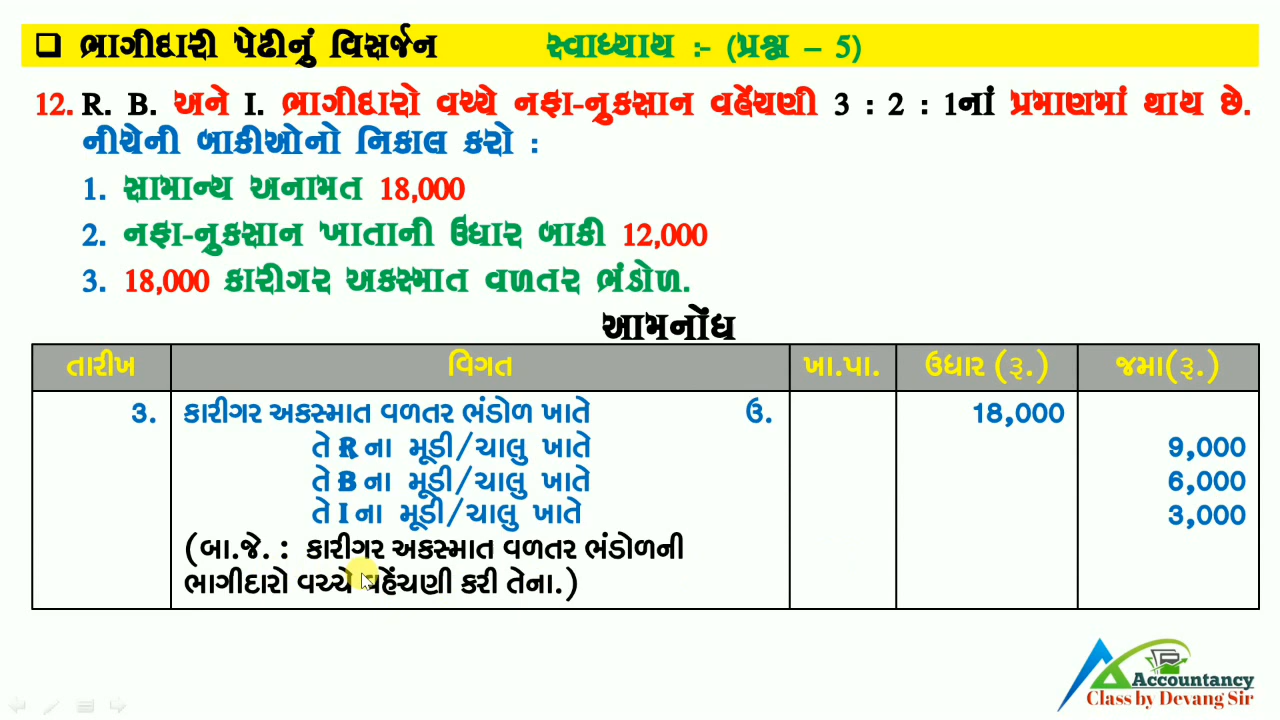 ❑ ભાગીદારી પેઢીનું વિસર્જન સ્વાધ્યાય :- (પ્રશ્ન – 5)
12. R. B. અને I. ભાગીદારો વચ્ચે નફા-નુકસાન વહેંચણી 3 : 2 : 1નાં પ્રમાણમાં થાય છે.
નીચેની બાકીઓનો નિકાલ કરો :
1. સામાન્ય અનામત 18,000
2. નફા-નુકસાન ખાતાની ઉધાર બાકી 12,000
3. 18,000 કારીગર અકસ્માત વળતર ભંડોળ.
આમનોંધ
તારીખ વિગત ખા.પા. ઉધાર (રૂ.) જમા(રૂ.)
૩. કારીગર અકસ્માત વળતર ભંડોળ ખાતે ઉ. 18,000
તે R ના મૂડી/ચાલુ ખાતે 9,000
તે B ના મૂડી/ચાલુ ખાતે 6,000
તે I ના મૂડી/ચાલુ ખાતે 3,000
(બા.જે. : કારીગર અકસ્માત વળતર ભંડોળની
ભાગીદારો વચ્ચે વહેંચણી કરી તેના.)
Accountancy
Class by Devang Sir